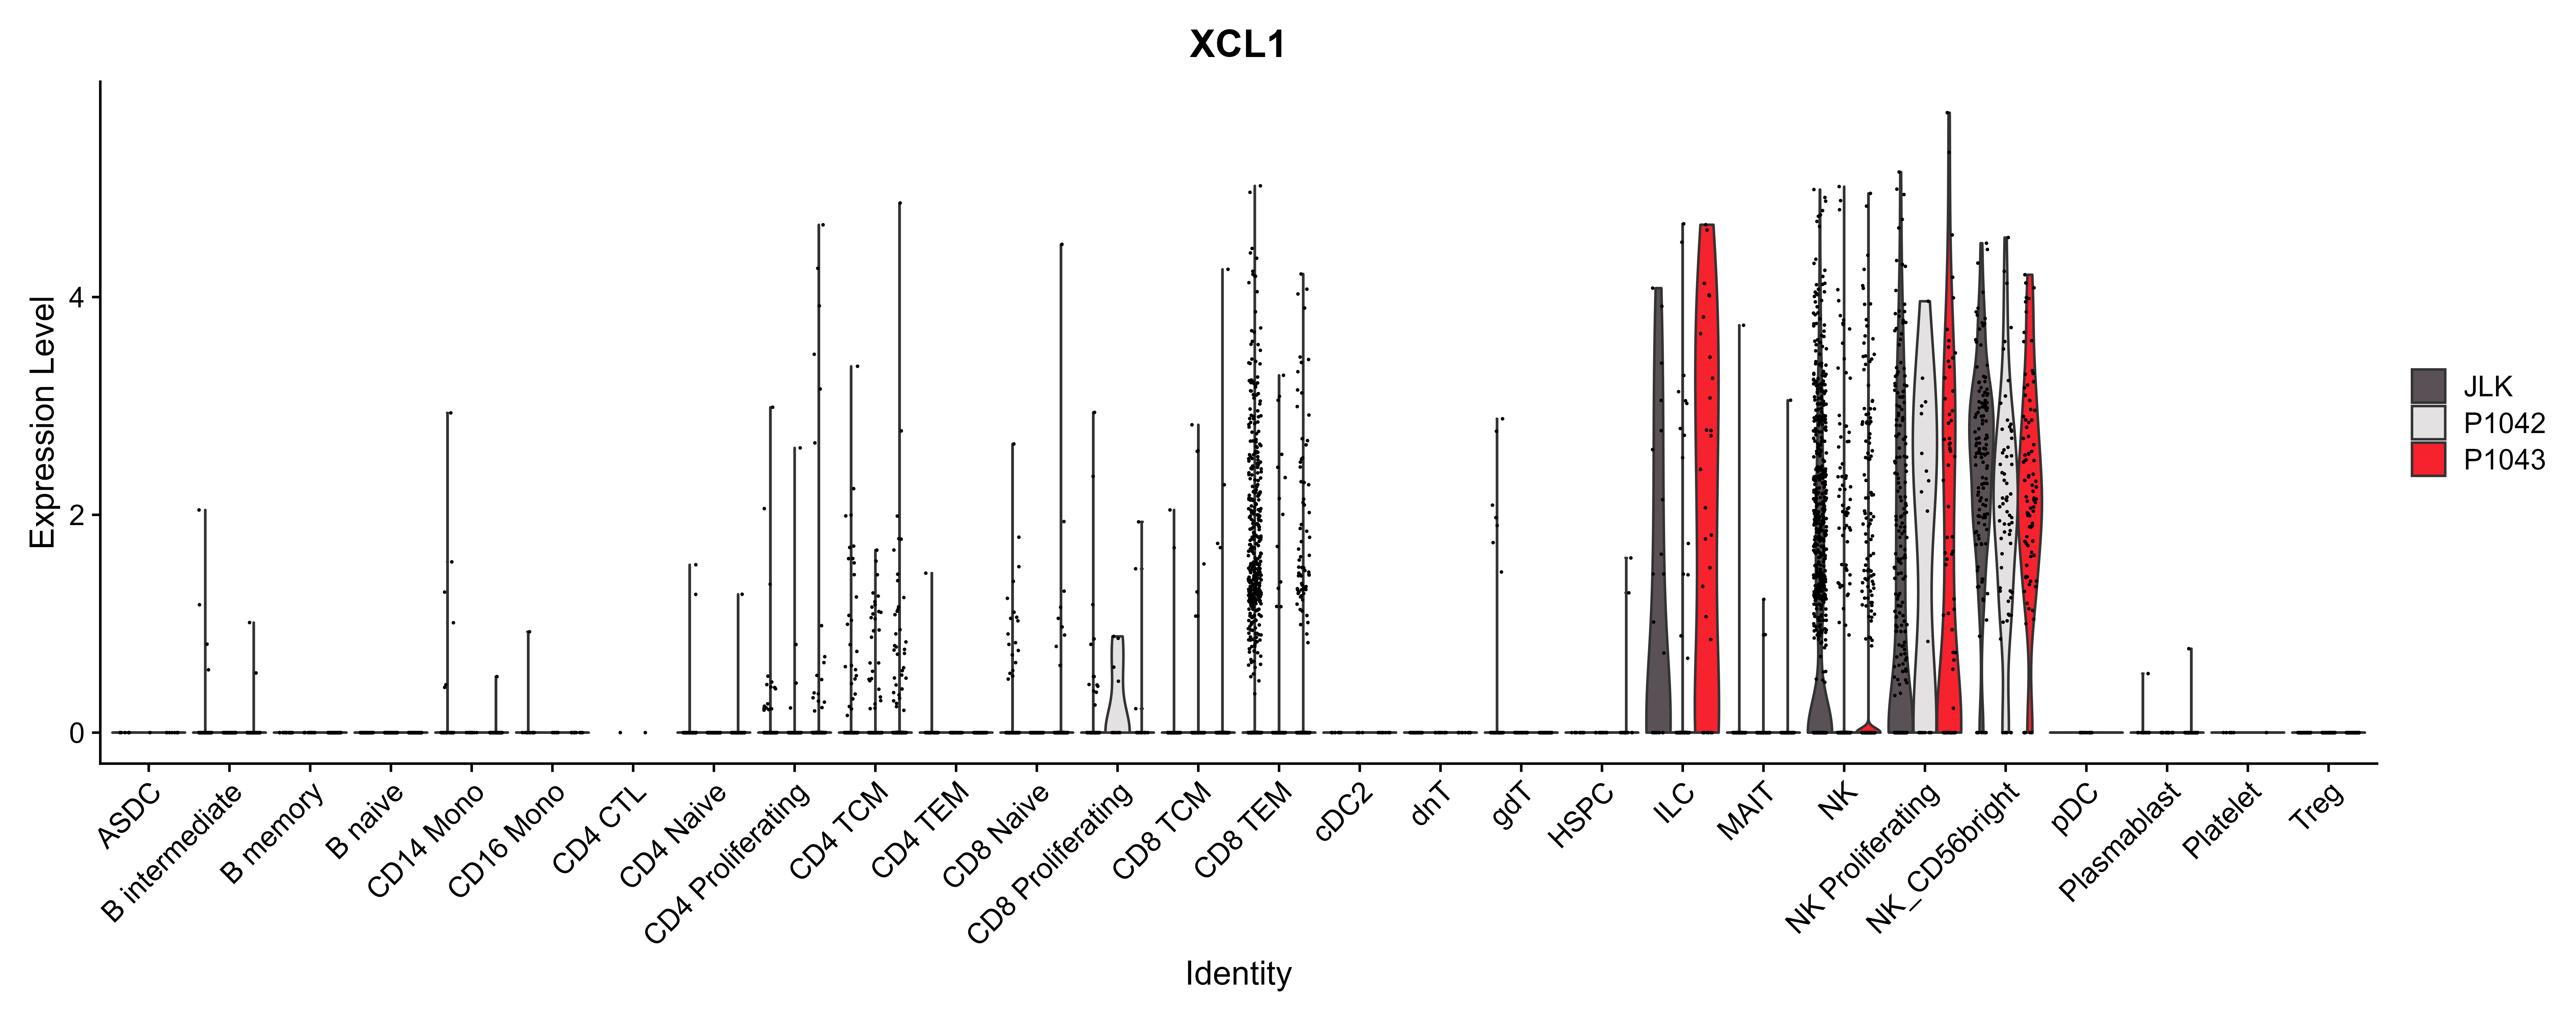 XCL1
Expression Level
4
2
0
JLK
P1042
P1043
ASDC
B intermediate
B memory
B naive
CD14 Mono
CD16 Mono
CD4 CTL
CD4 Naive
CD4 Proliferating
CD4 TCM
CD4 TEM
CD8 Naive
CD8 Proliferating
CD8 TCM
CD8 TEM
cDC2
dnT
gdT
HSPC
ILC
MAIT
NK
NK Proliferating
NK_CD56bright
pDC
Plasmablast
Platelet
Treg
Identity